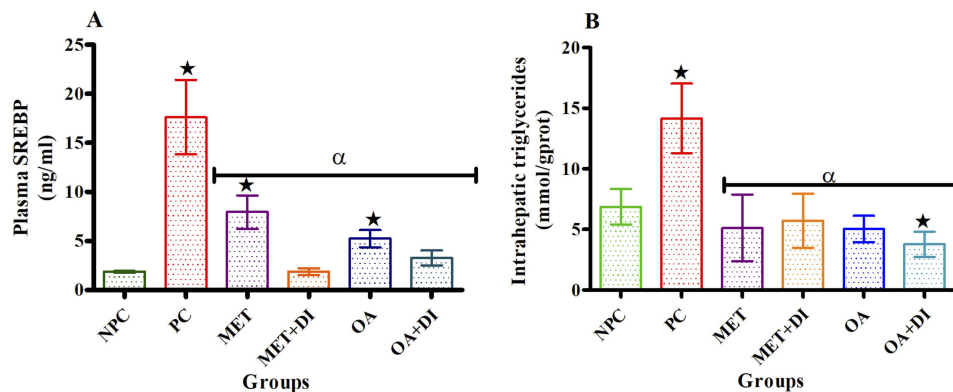 A
Plasma SREBP
(ng/ml)
25
20
15
10
5
0
★
α
★
★
NPC
PC
MET
MET+DI
OA
OA+DI
Groups
B
Intrahepatic triglycerides
(mmol/gprot)
20
15
10
5
0
★
α
★
NPC
PC
MET
MET+DI
OA
OA+DI
Groups